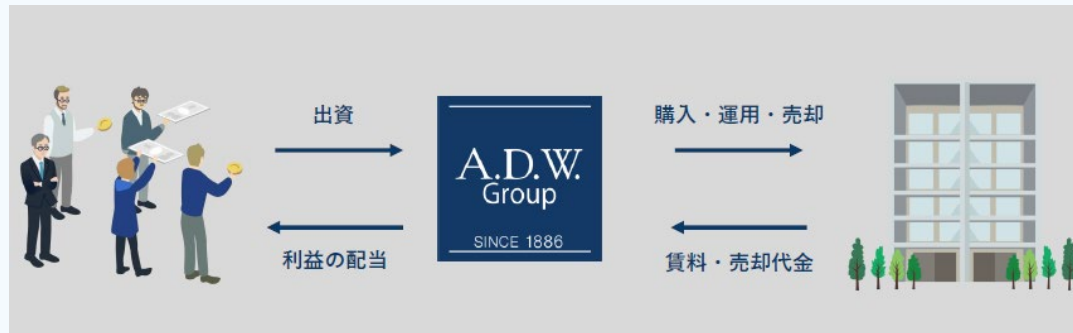 出資
利益の配当
A.D.W.
Group
SINCE 1886
購入・運用・売却
賃料・売却代金